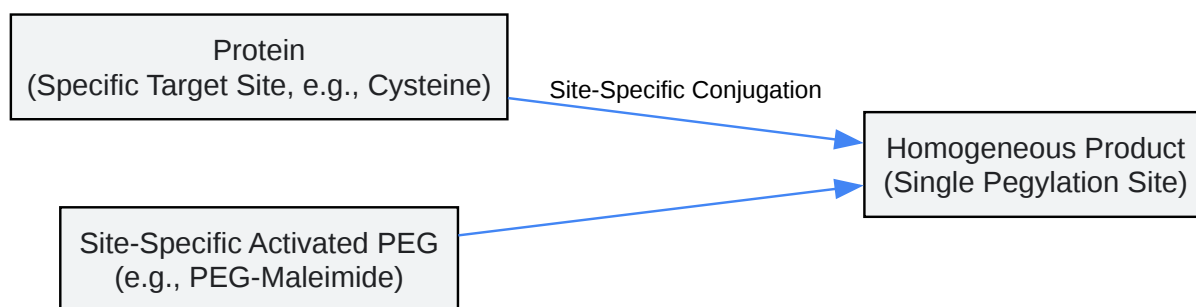 Protein
(Specific Target Site, e.g., Cysteine)
Site-Specific Conjugation
Homogeneous Product
(Single Pegylation Site)
Site-Specific Activated PEG
(e.g., PEG-Maleimide)